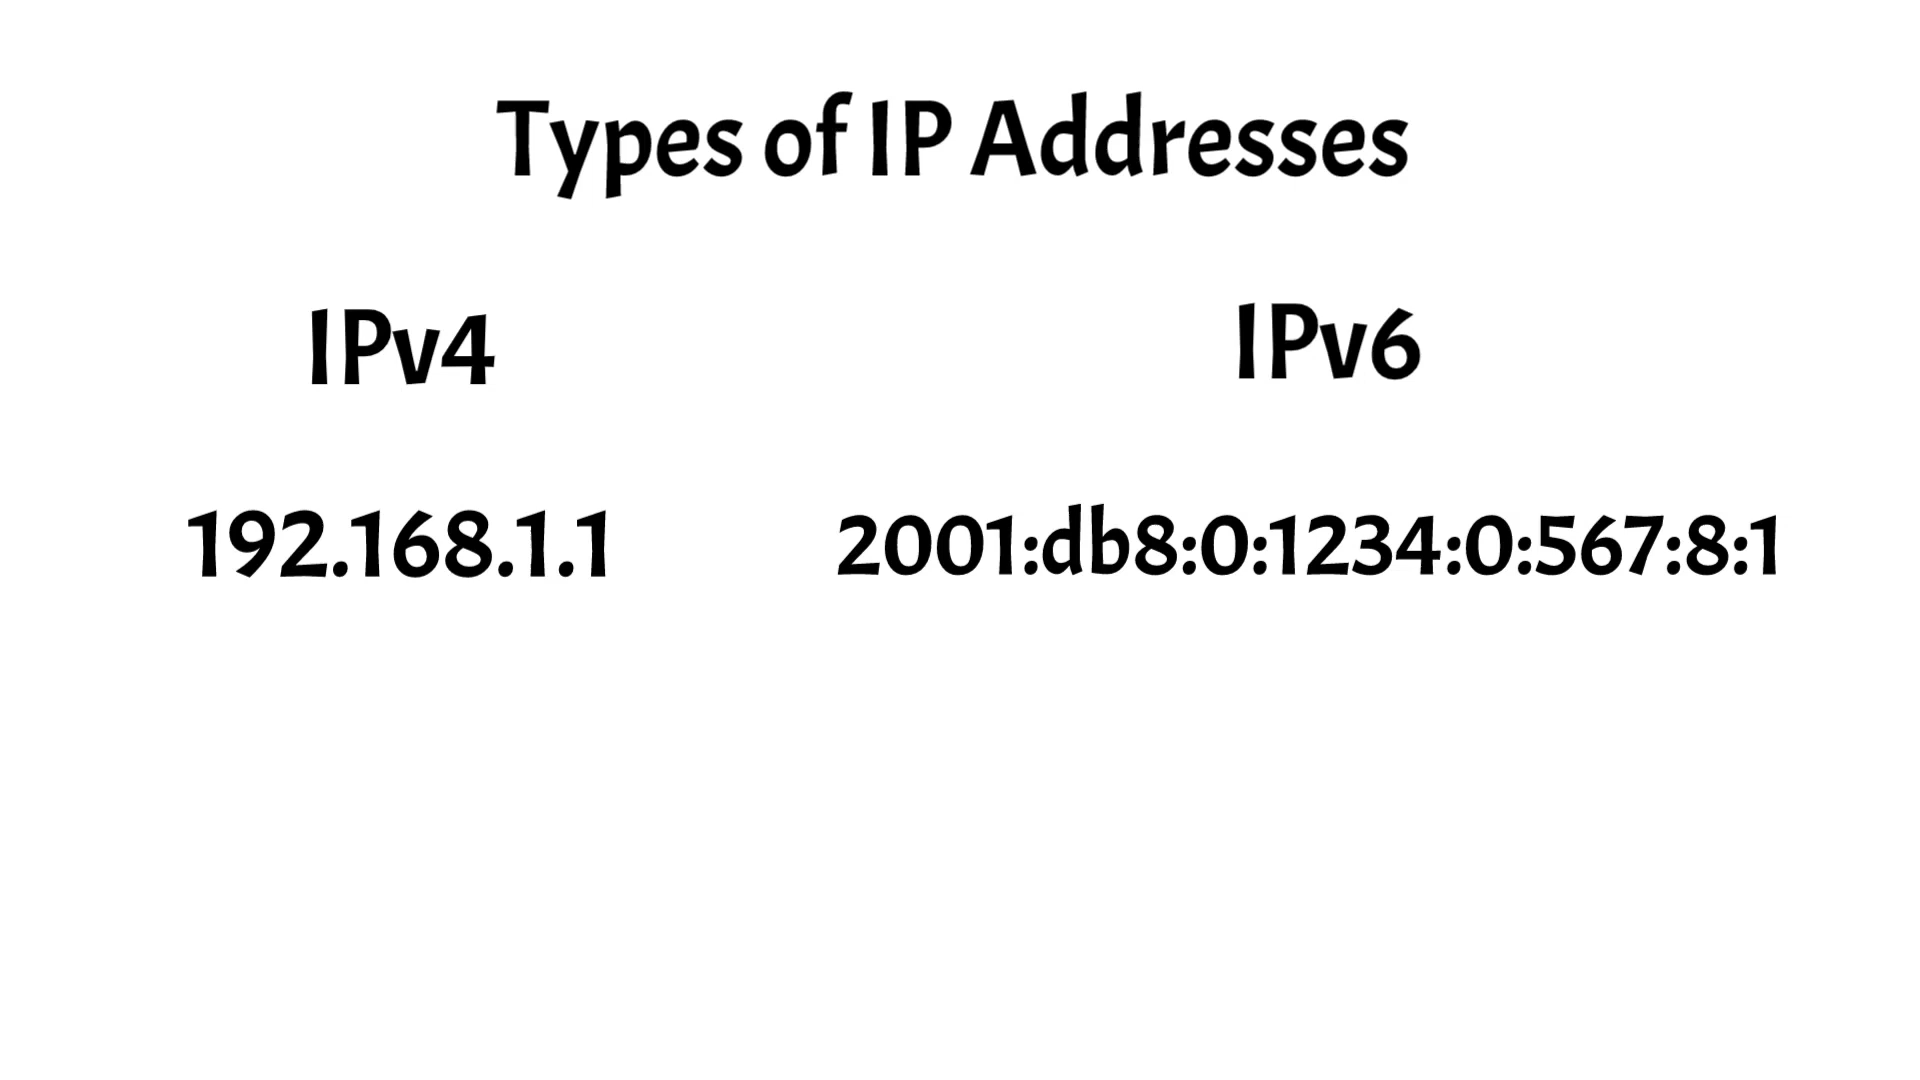 Types of IP Addresses
IPv4
IPv6
192.168.1.1
2001:db8:0:1234:0:567:8:1